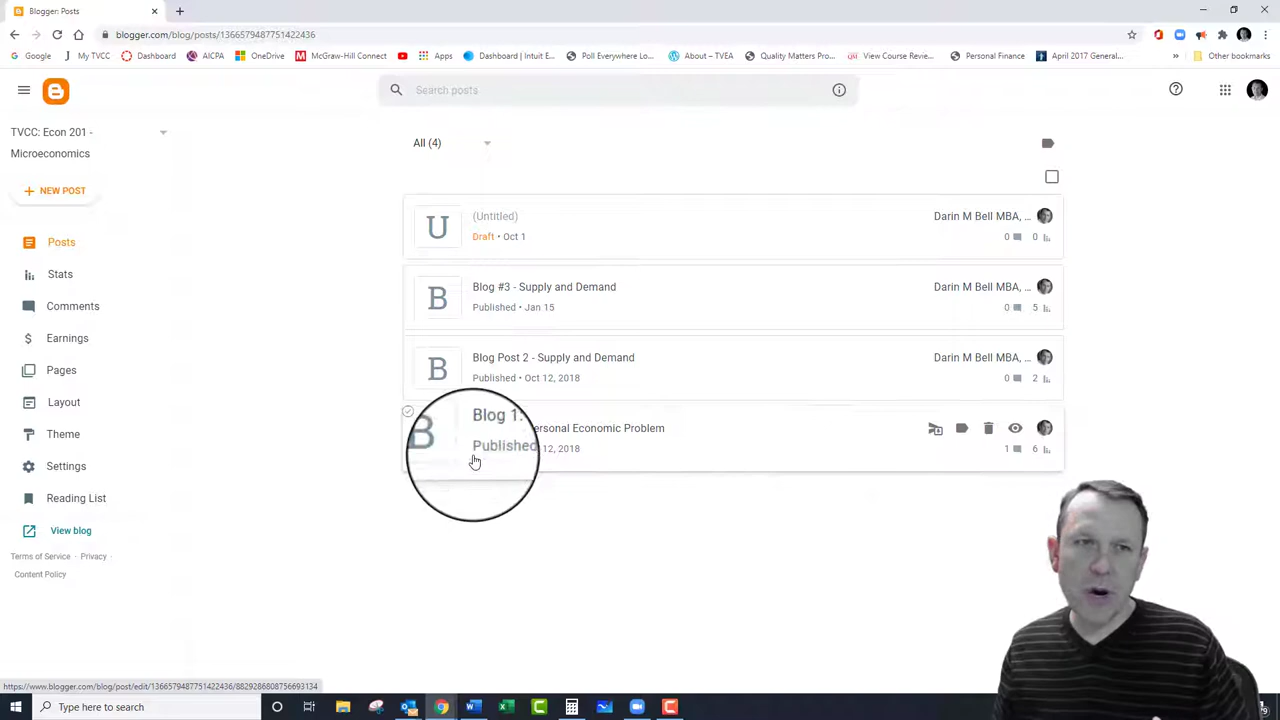 Blogger: Posts
blogger.com/blog/posts/1366579487751422436
Google
My TVCC
Dashboard
AICPA
OneDrive
McGraw-Hill Connect
Apps
Dashboard | Intuit E...
Poll Everywhere Lo...
About – TVEA
Quality Matters Pro...
View Course Revie...
Personal Finance
April 2017 General...
Other bookmarks
Search posts
TVCC: Econ 201 -
Microeconomics
NEW POST
Posts
Stats
Comments
Earnings
Pages
Layout
Theme
Settings
Reading List
View blog
Terms of Service · Privacy ·
Content Policy
All (4)
U
(Untitled)
Draft • Oct 1
Darin M Bell MBA, ...
0 0
B
Blog #3 - Supply and Demand
Published • Jan 15
Darin M Bell MBA, ...
0 5
B
Blog Post 2 - Supply and Demand
Published • Oct 12, 2018
Darin M Bell MBA, ...
0 2
B
Blog 1: ersonal Economic Problem
Published 12, 2018
1 6
https://www.blogger.com/blog/post/edit/1366579487751422436/8829286808756693134
Type here to search